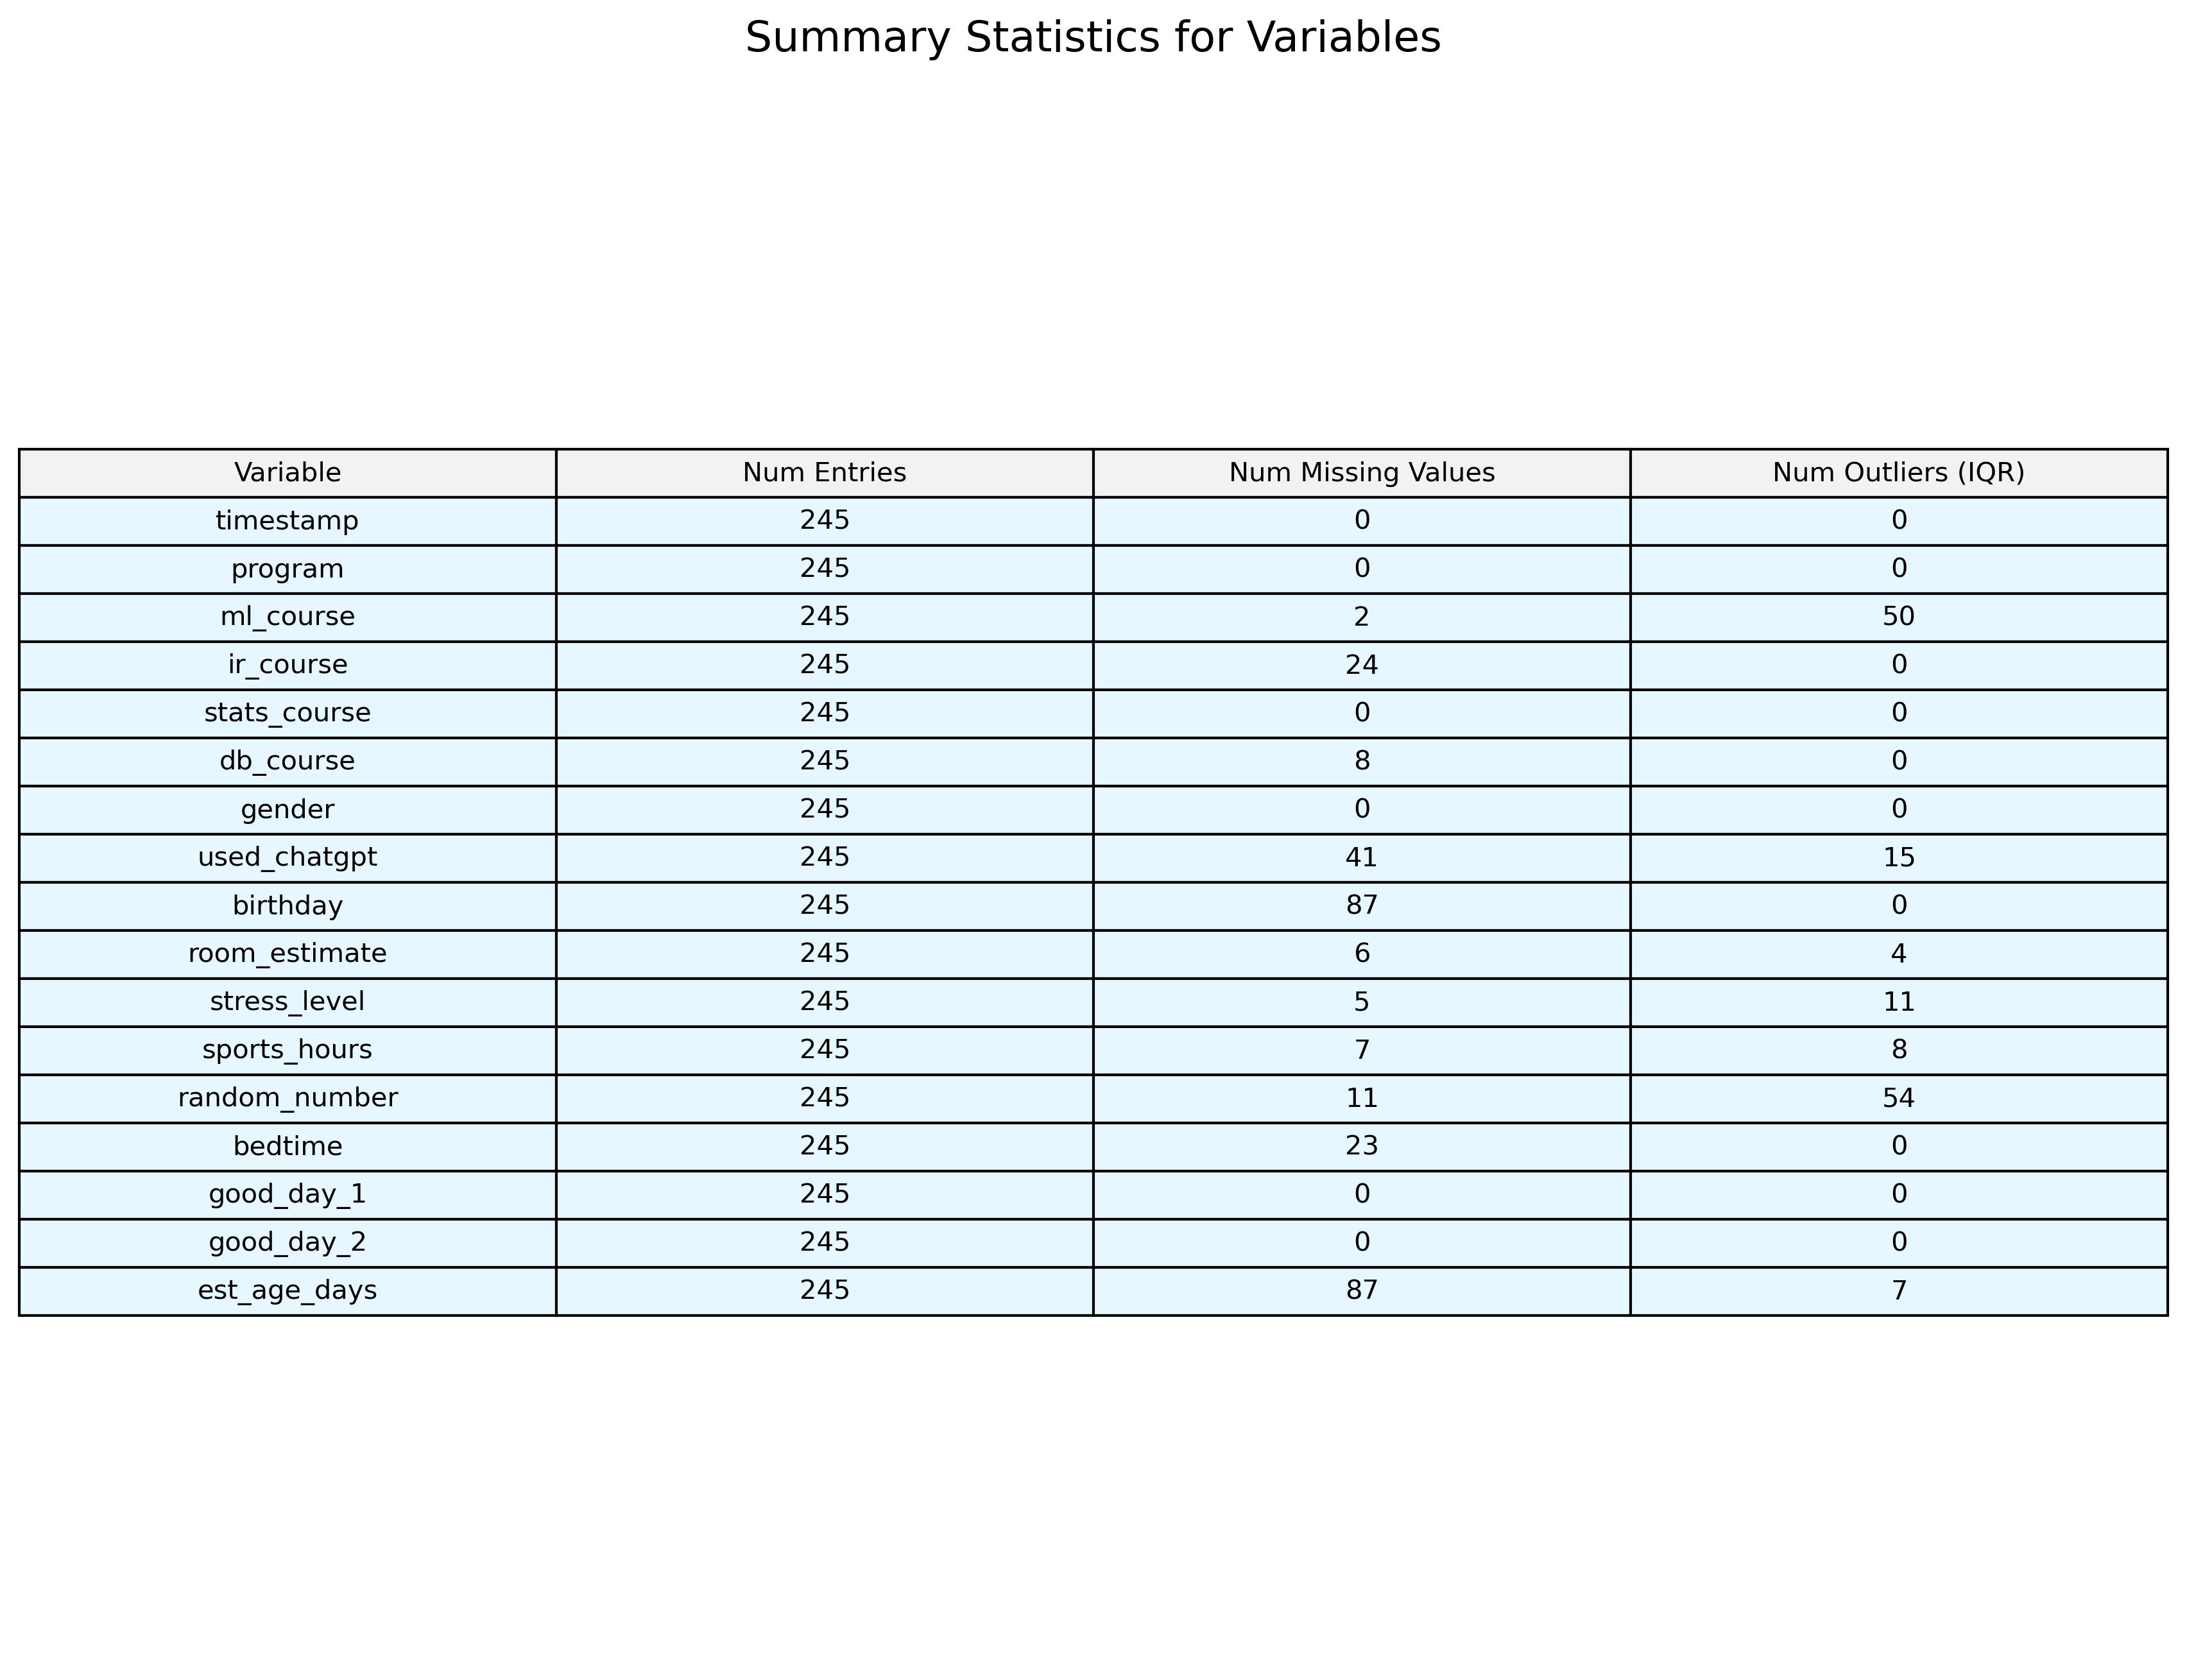 Summary Statistics for Variables
Variable Num Entries Num Missing Values Num Outliers (IQR)
timestamp 245 0 0
program 245 0 0
ml_course 245 2 50
ir_course 245 24 0
stats_course 245 0 0
db_course 245 8 0
gender 245 0 0
used_chatgpt 245 41 15
birthday 245 87 0
room_estimate 245 6 4
stress_level 245 5 11
sports_hours 245 7 8
random_number 245 11 54
bedtime 245 23 0
good_day_1 245 0 0
good_day_2 245 0 0
est_age_days 245 87 7